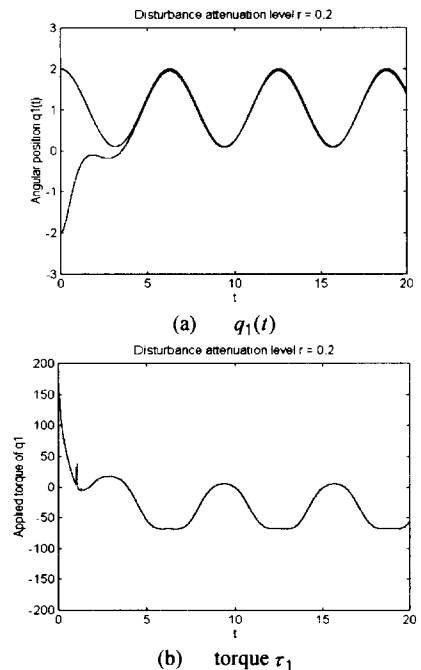 Disturbance attenuation level r = 0.2
3
2
1
0
-1
-2
-3
Angular position q1(t)
0 5 10 15 20
t
(a) q₁(t)
Disturbance attenuation level r = 0.2
200
150
100
50
0
-50
-100
-150
-200
Applied torque of q1
0 5 10 15 20
t
(b) torque τ₁